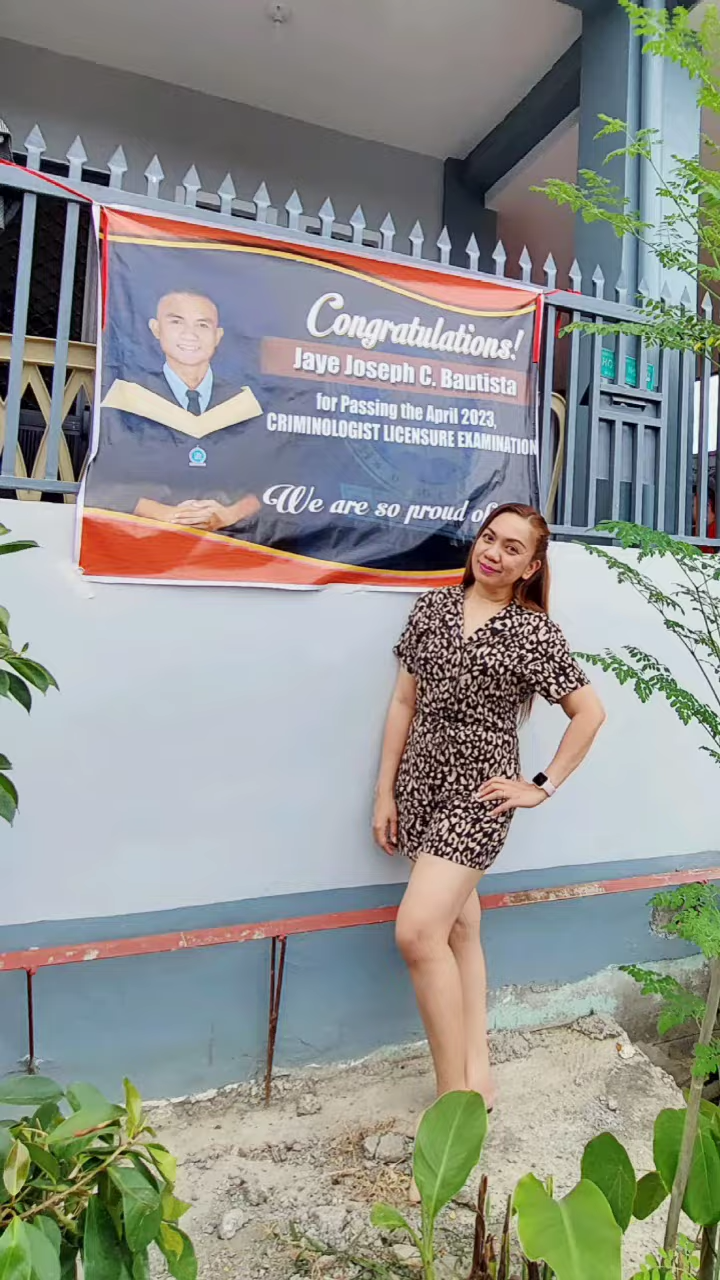 Congratulations!
Jaye Joseph C. Bautista
for Passing the April 2023,
CRIMINOLOGIST LICENSURE EXAMINATION
We are so proud of